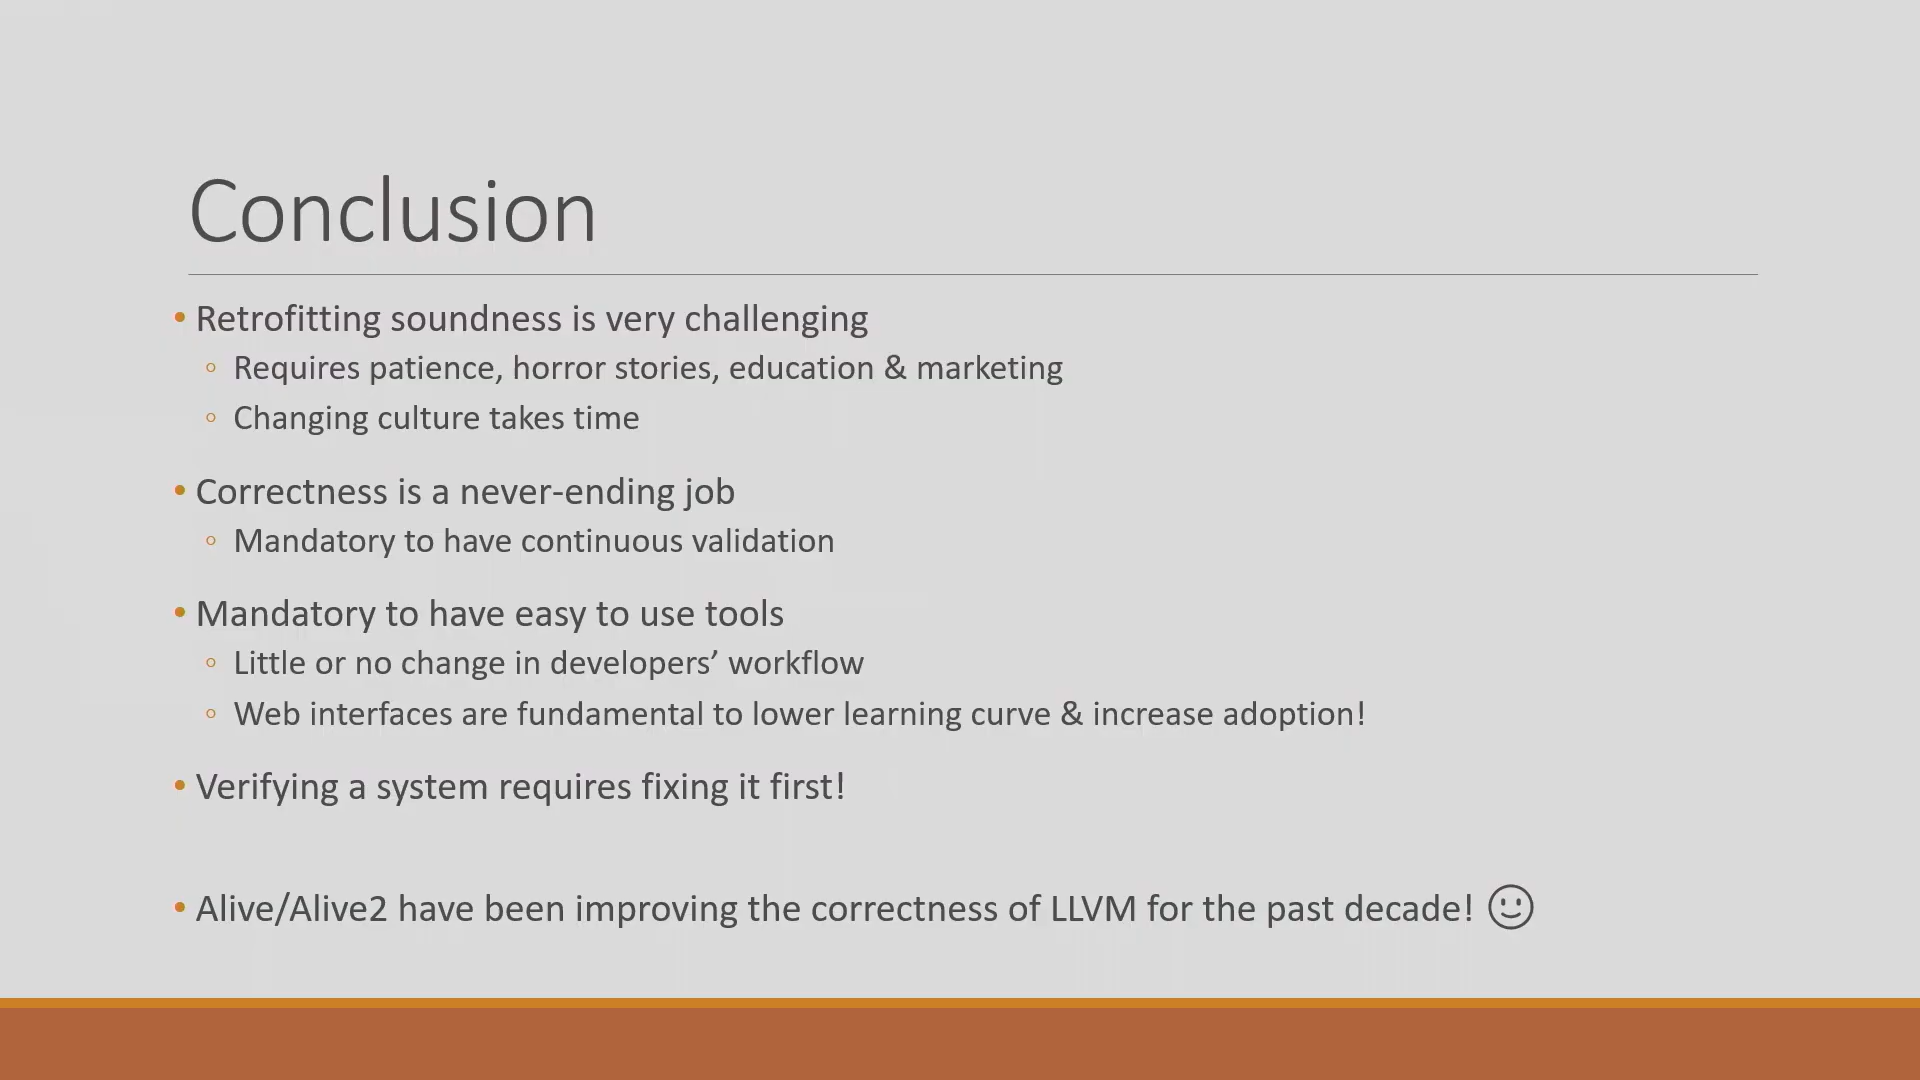 Conclusion
• Retrofitting soundness is very challenging
◦ Requires patience, horror stories, education & marketing
◦ Changing culture takes time
• Correctness is a never-ending job
◦ Mandatory to have continuous validation
• Mandatory to have easy to use tools
◦ Little or no change in developers’ workflow
◦ Web interfaces are fundamental to lower learning curve & increase adoption!
• Verifying a system requires fixing it first!
• Alive/Alive2 have been improving the correctness of LLVM for the past decade! ☺